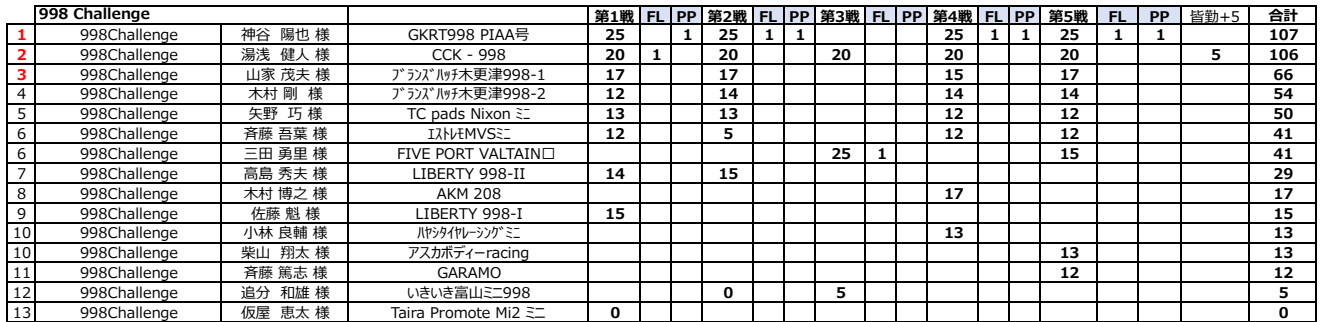 998 Challenge 第1戦 FL PP 第2戦 FL PP 第3戦 FL PP 第4戦 FL PP 第5戦 FL PP 皆勤+5 合計
1 998Challenge 神谷 陽也 様 GKRT998 PIAA号 25 1 25 1 1 25 1 1 25 1 1 107
2 998Challenge 湯浅 健人 様 CCK - 998 20 1 20 20 20 20 5 106
3 998Challenge 山家 茂夫 様 ﾌﾞﾗﾝｽﾞﾊｯﾁ木更津998-1 17 17 15 17 66
4 998Challenge 木村 剛 様 ﾌﾞﾗﾝｽﾞﾊｯﾁ木更津998-2 12 14 14 14 54
5 998Challenge 矢野 巧 様 TC pads Nixon ﾐﾆ 13 13 12 12 50
6 998Challenge 斉藤 吾葉 様 ｴｽﾄﾚﾓMVSﾐﾆ 12 5 12 12 41
6 998Challenge 三田 勇里 様 FIVE PORT VALTAIN□ 25 1 15 41
7 998Challenge 高島 秀夫 様 LIBERTY 998-II 14 15 29
8 998Challenge 木村 博之 様 AKM 208 17 17
9 998Challenge 佐藤 魁 様 LIBERTY 998-I 15 15
10 998Challenge 小林 良輔 様 ﾊﾔｼﾀｲﾔﾚｰｼﾝｸﾞﾐﾆ 13 13
10 998Challenge 柴山 翔太 様 アスカボディーracing 13 13
11 998Challenge 斉藤 篤志 様 GARAMO 12 12
12 998Challenge 追分 和雄 様 いきいき富山ﾐﾆ998 0 5 5
13 998Challenge 仮屋 恵太 様 Taira Promote Mi2 ﾐﾆ 0 0